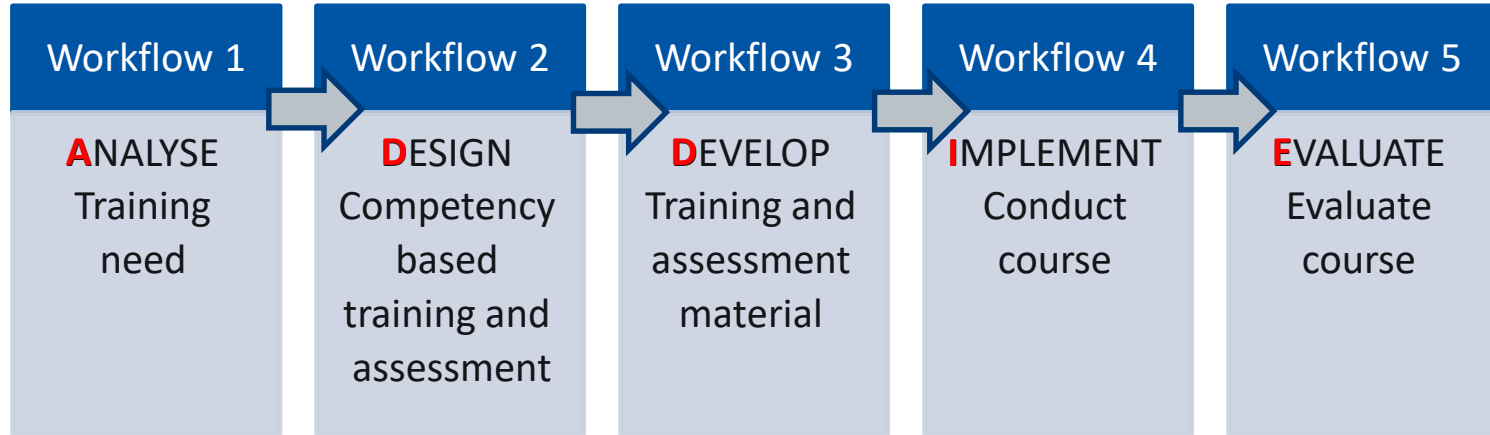 Workflow 1
ANALYSE
Training
need
Workflow 2
DESIGN
Competency
based
training and
assessment
Workflow 3
DEVELOP
Training and
assessment
material
Workflow 4
IMPLEMENT
Conduct
course
Workflow 5
EVALUATE
Evaluate
course